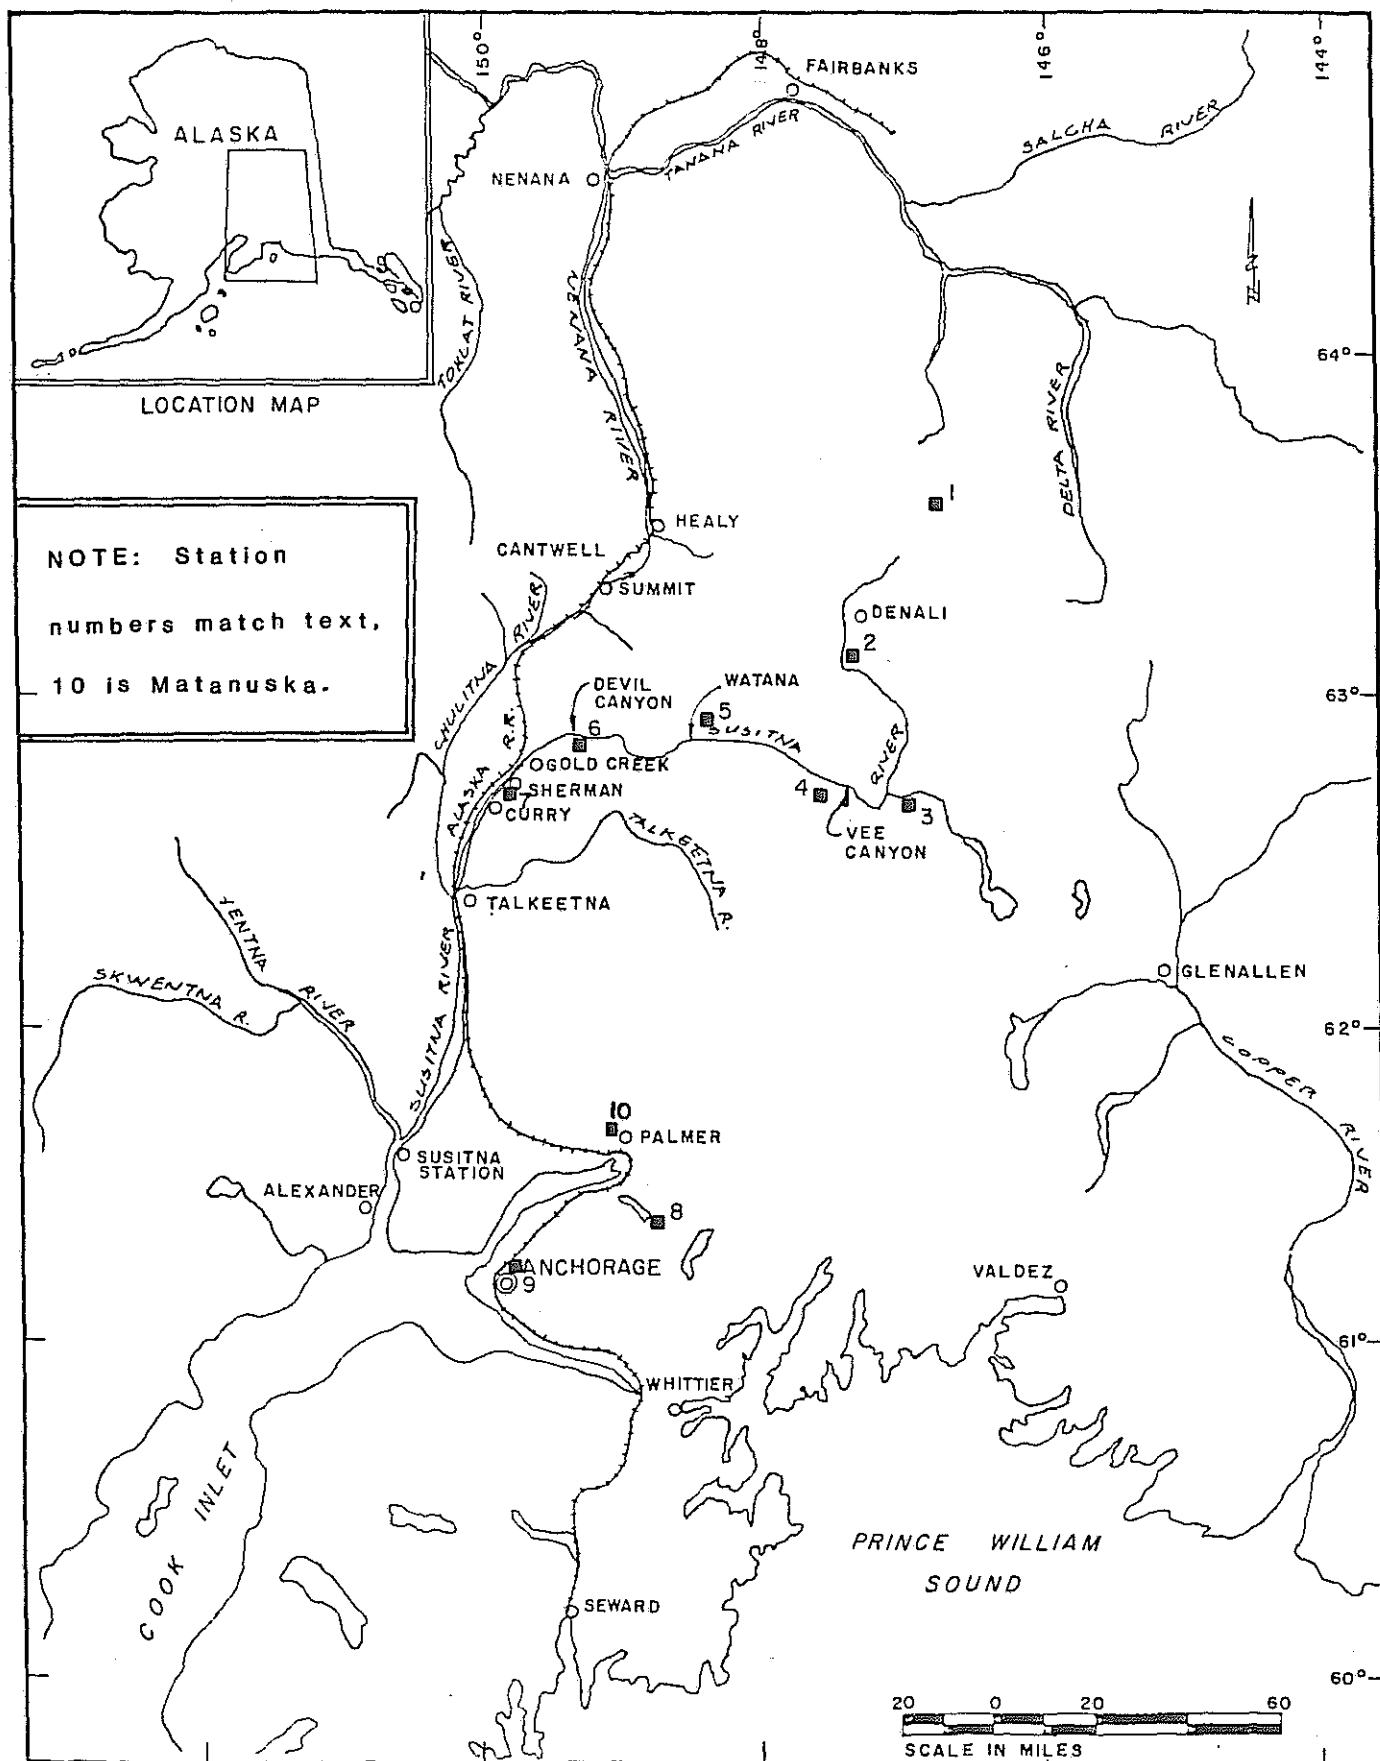 150°
148°
146°
144°
FAIRBANKS
ALASKA
SALCHA RIVER
TANANA RIVER
NENANA
N
TOKLAT RIVER
NENANA RIVER
64°
LOCATION MAP
DELTA RIVER
1
HEALY
CANTWELL
SUMMIT
NOTE: Station
numbers match text,
10 is Matanuska.
DENALI
2
CHULITNA RIVER
DEVIL
CANYON
WATANA
63°
5
6
SUSITNA RIVER
ALASKA R.R.
GOLD CREEK
SHERMAN
7
CURRY
4
3
VEE
CANYON
TALKEETNA R.
TALKEETNA
YENTNA RIVER
SKWENTNA R.
SUSITNA RIVER
GLENALLEN
62°
COPPER RIVER
10
PALMER
SUSITNA
STATION
ALEXANDER
8
ANCHORAGE
9
VALDEZ
61°
WHITTIER
COOK INLET
PRINCE WILLIAM
SOUND
SEWARD
60°
20 0 20 60
SCALE IN MILES